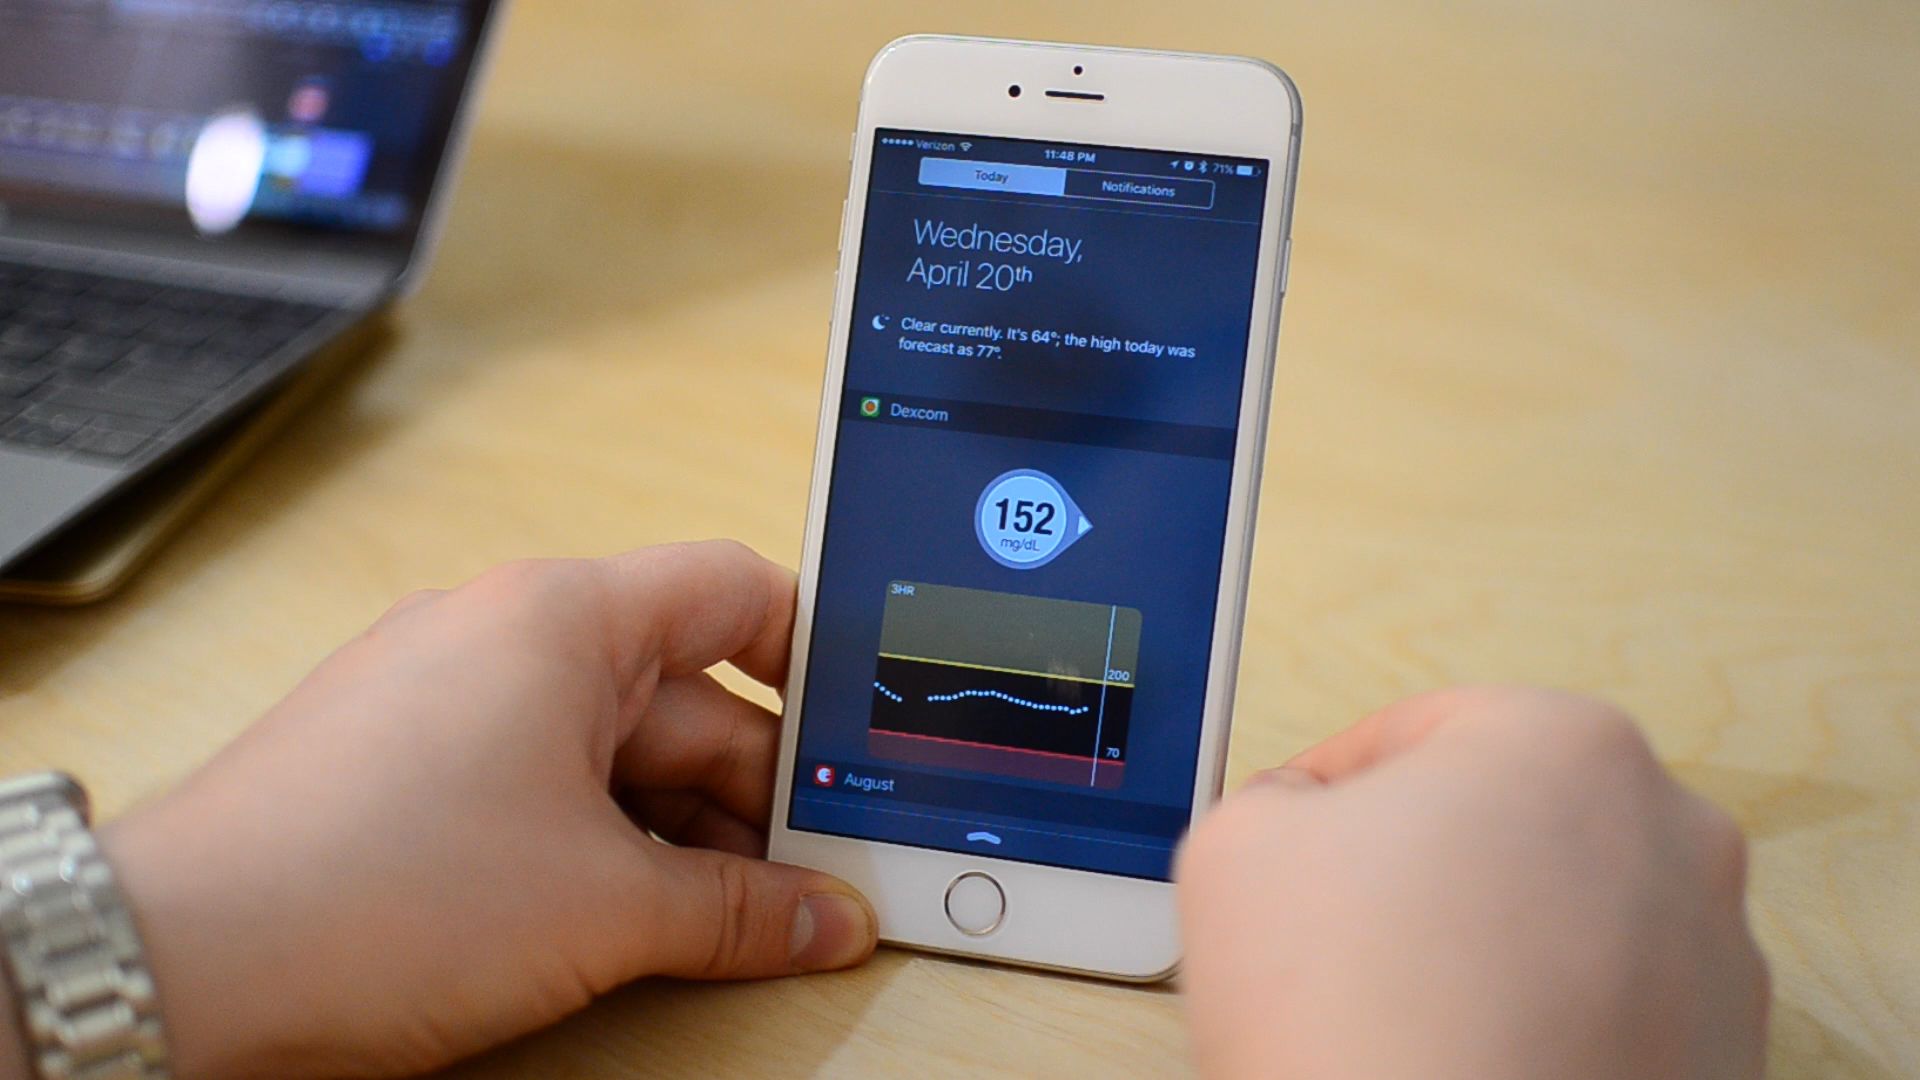 Verizon 11:48 PM 71%
Today Notifications
Wednesday,
April 20th
Clear currently. It's 64°; the high today was
forecast as 77°.
Dexcom
152
mg/dL
3HR
200
70
August